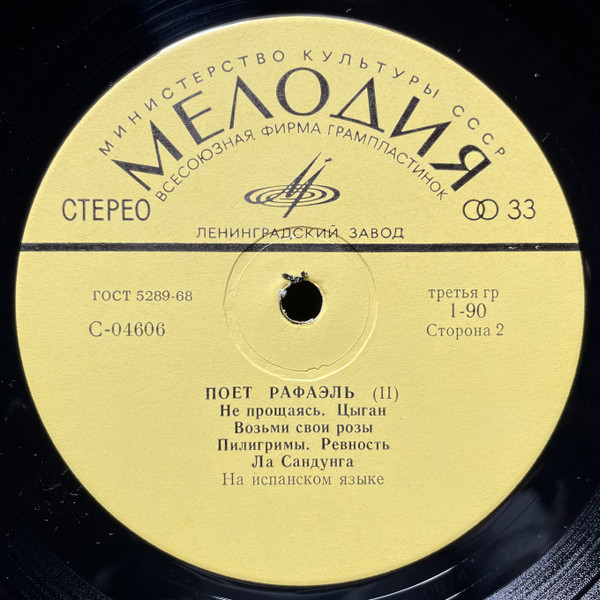 МИНИСТЕРСТВО КУЛЬТУРЫ СССР
МЕЛОДИЯ
ВСЕСОЮЗНАЯ ФИРМА ГРАМПЛАСТИНОК
СТЕРЕО
33
ЛЕНИНГРАДСКИЙ ЗАВОД
ГОСТ 5289-68
третья гр
С-04606
1-90
Сторона 2
ПОЕТ РАФАЭЛЬ (II)
Не прощаясь. Цыган
Возьми свои розы
Пилигримы. Ревность
Ла Сандунга
На испанском языке